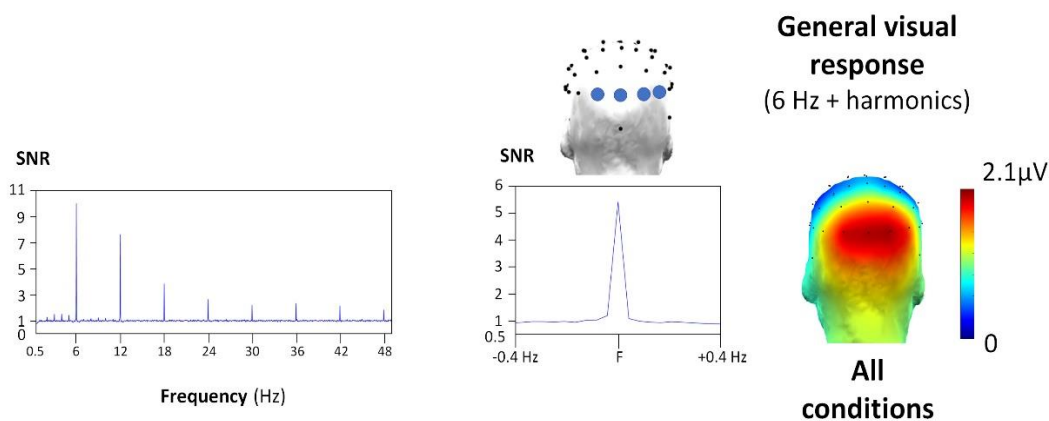 General visual
response
(6 Hz + harmonics)
SNR
11
9
7
5
3
1
0
0.5
6
12
18
24
30
36
42
48
Frequency (Hz)
SNR
6
5
4
3
2
1
0.5
-0.4 Hz
F
+0.4 Hz
2.1µV
0
All
conditions